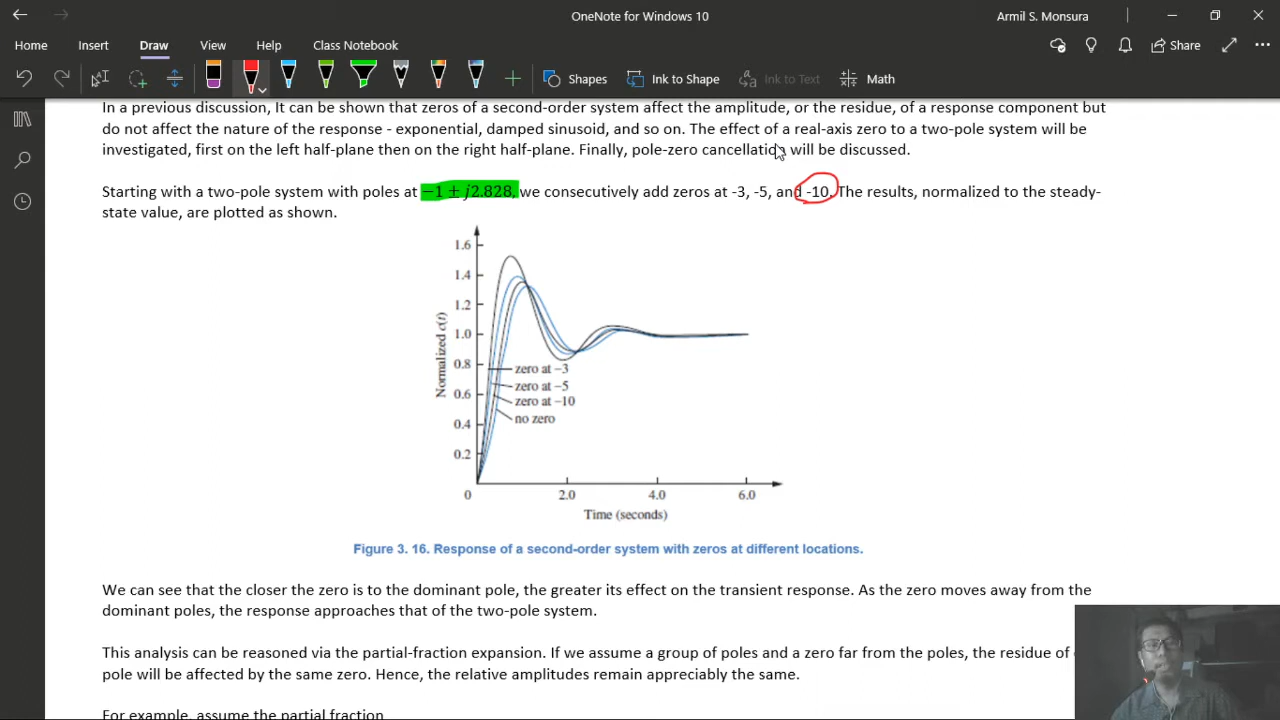 OneNote for Windows 10
Armil S. Monsura
Home Insert Draw View Help Class Notebook
Share
Shapes Ink to Shape Ink to Text Math
In a previous discussion, It can be shown that zeros of a second-order system affect the amplitude, or the residue, of a response component but
do not affect the nature of the response - exponential, damped sinusoid, and so on. The effect of a real-axis zero to a two-pole system will be
investigated, first on the left half-plane then on the right half-plane. Finally, pole-zero cancellation will be discussed.
Starting with a two-pole system with poles at −1 ± j2.828, we consecutively add zeros at -3, -5, and -10. The results, normalized to the steady-
state value, are plotted as shown.
1.6
1.4
1.2
1.0
0.8
0.6
0.4
0.2
0
Normalized c(t)
zero at −3
zero at −5
zero at −10
no zero
2.0 4.0 6.0
Time (seconds)
Figure 3. 16. Response of a second-order system with zeros at different locations.
We can see that the closer the zero is to the dominant pole, the greater its effect on the transient response. As the zero moves away from the
dominant poles, the response approaches that of the two-pole system.
This analysis can be reasoned via the partial-fraction expansion. If we assume a group of poles and a zero far from the poles, the residue of
pole will be affected by the same zero. Hence, the relative amplitudes remain appreciably the same.
For example, assume the partial fraction